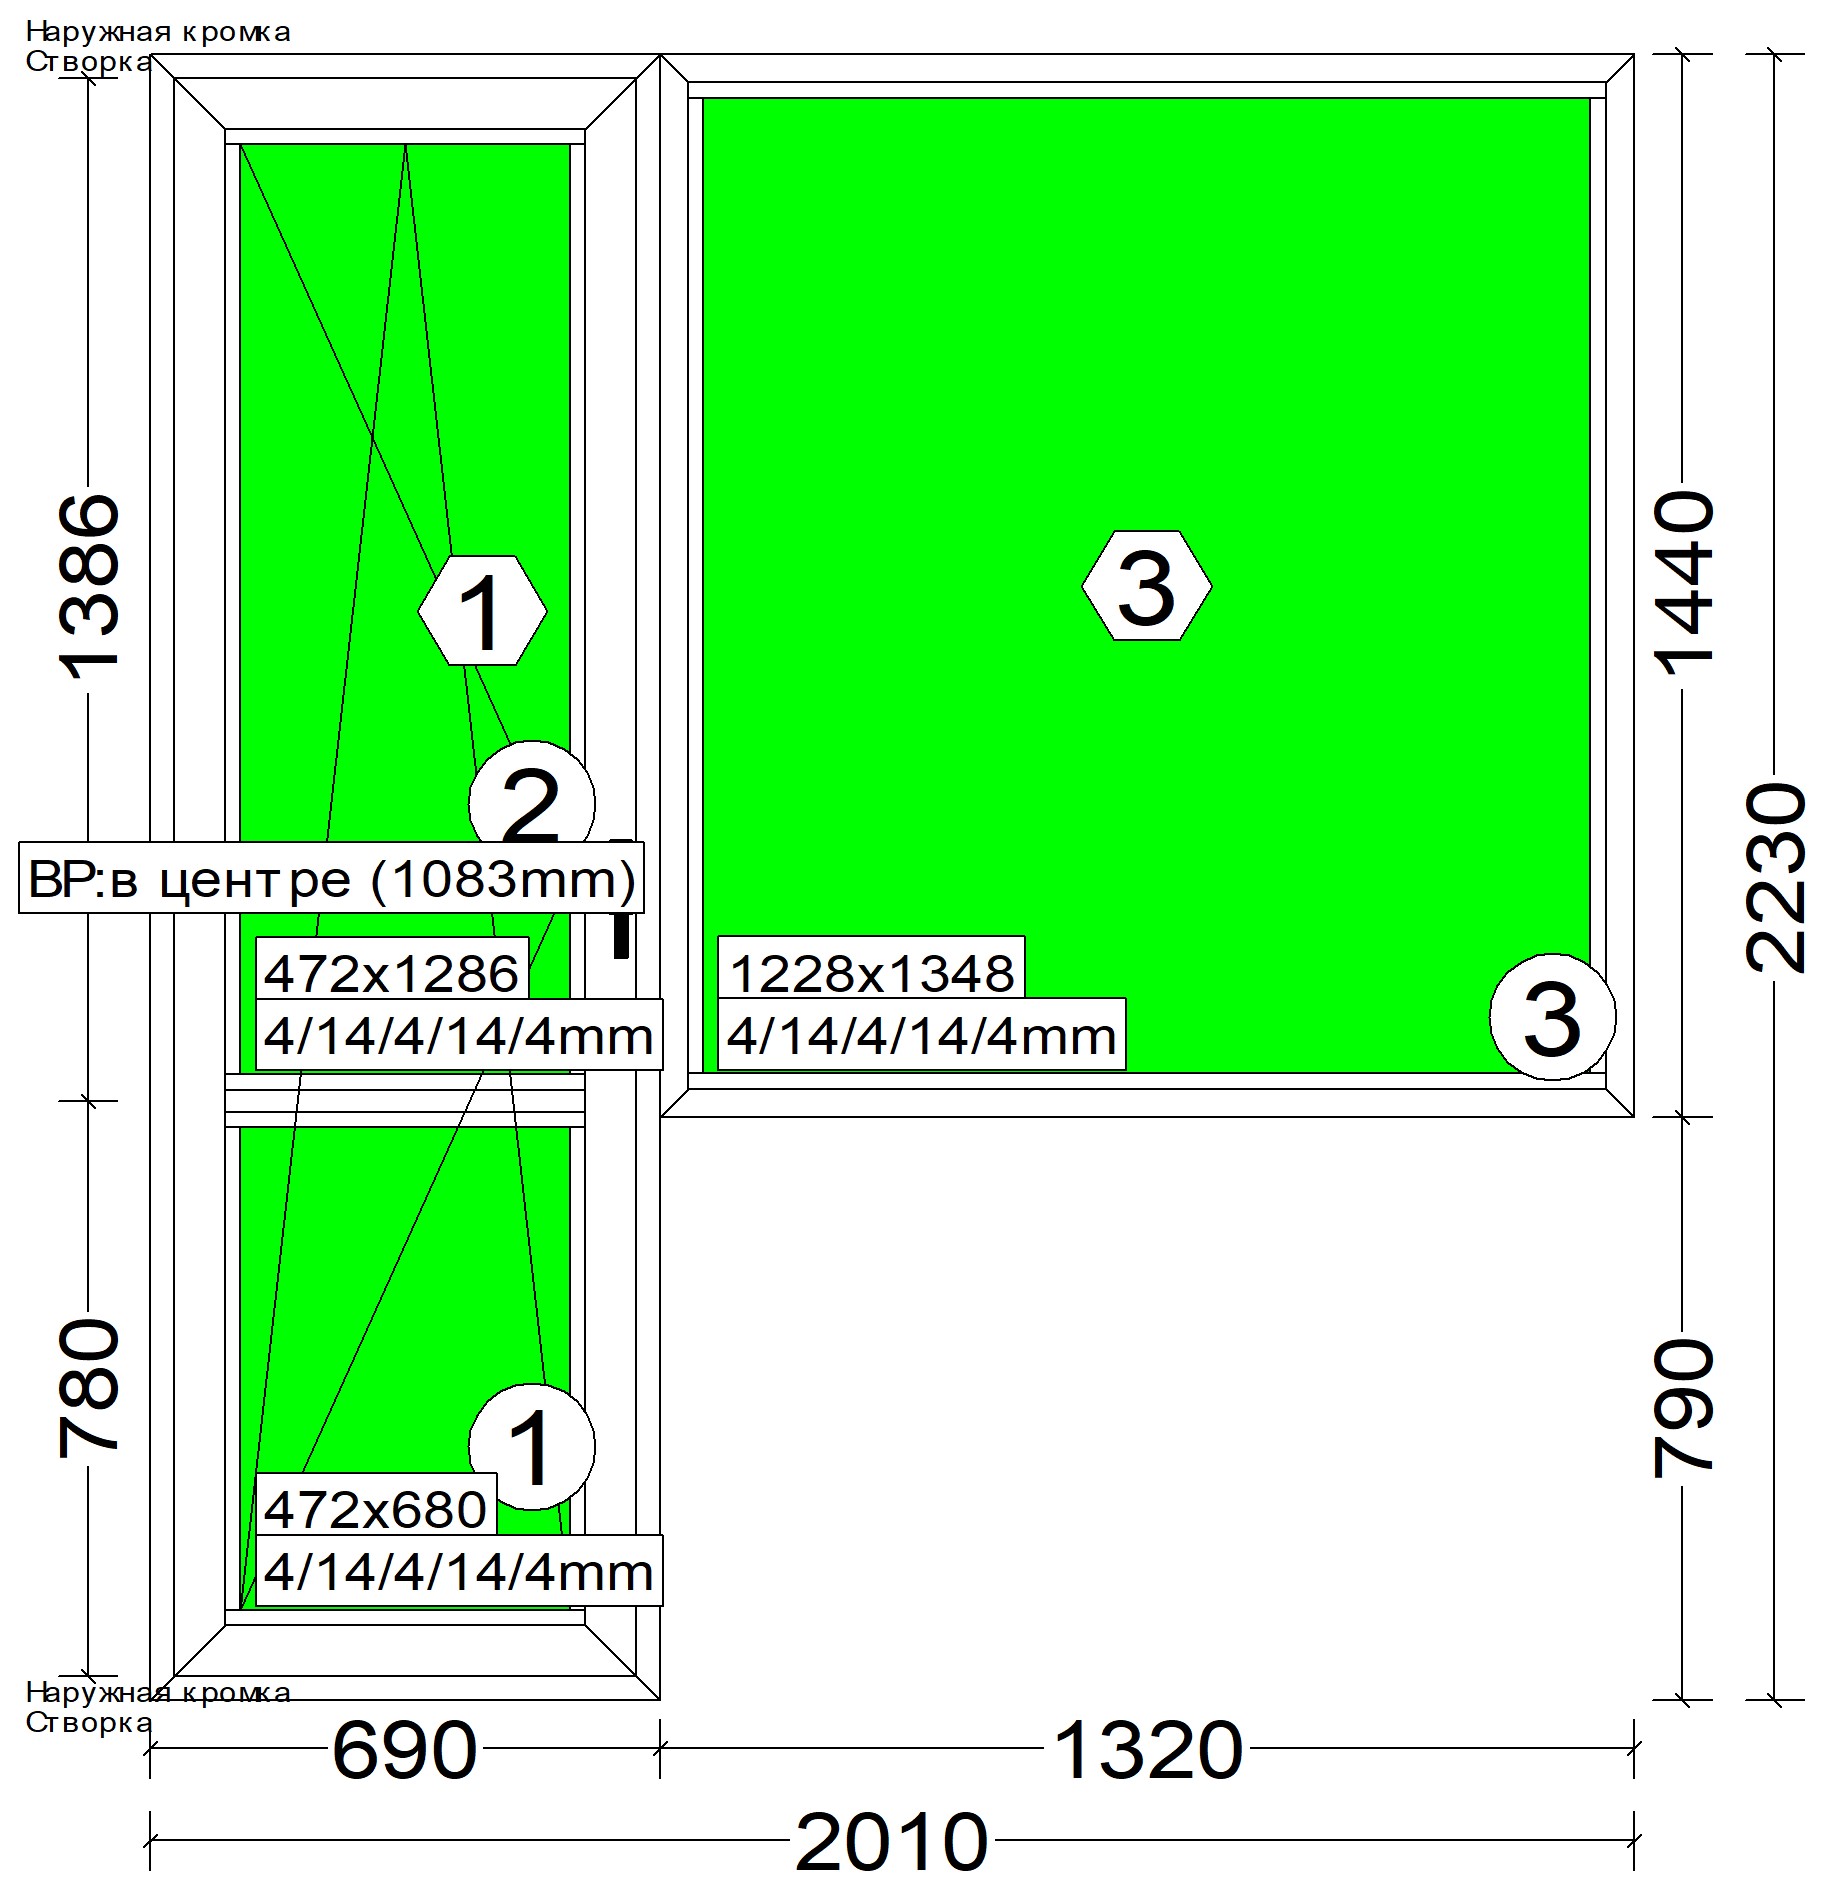 Наружная кромка
Створка
1386
1
3
1440
2
2230
ВР:в центре (1083mm)
472x1286
4/14/4/14/4mm
1228x1348
4/14/4/14/4mm
3
780
790
1
472x680
4/14/4/14/4mm
Наружная кромка
Створка
690
1320
2010